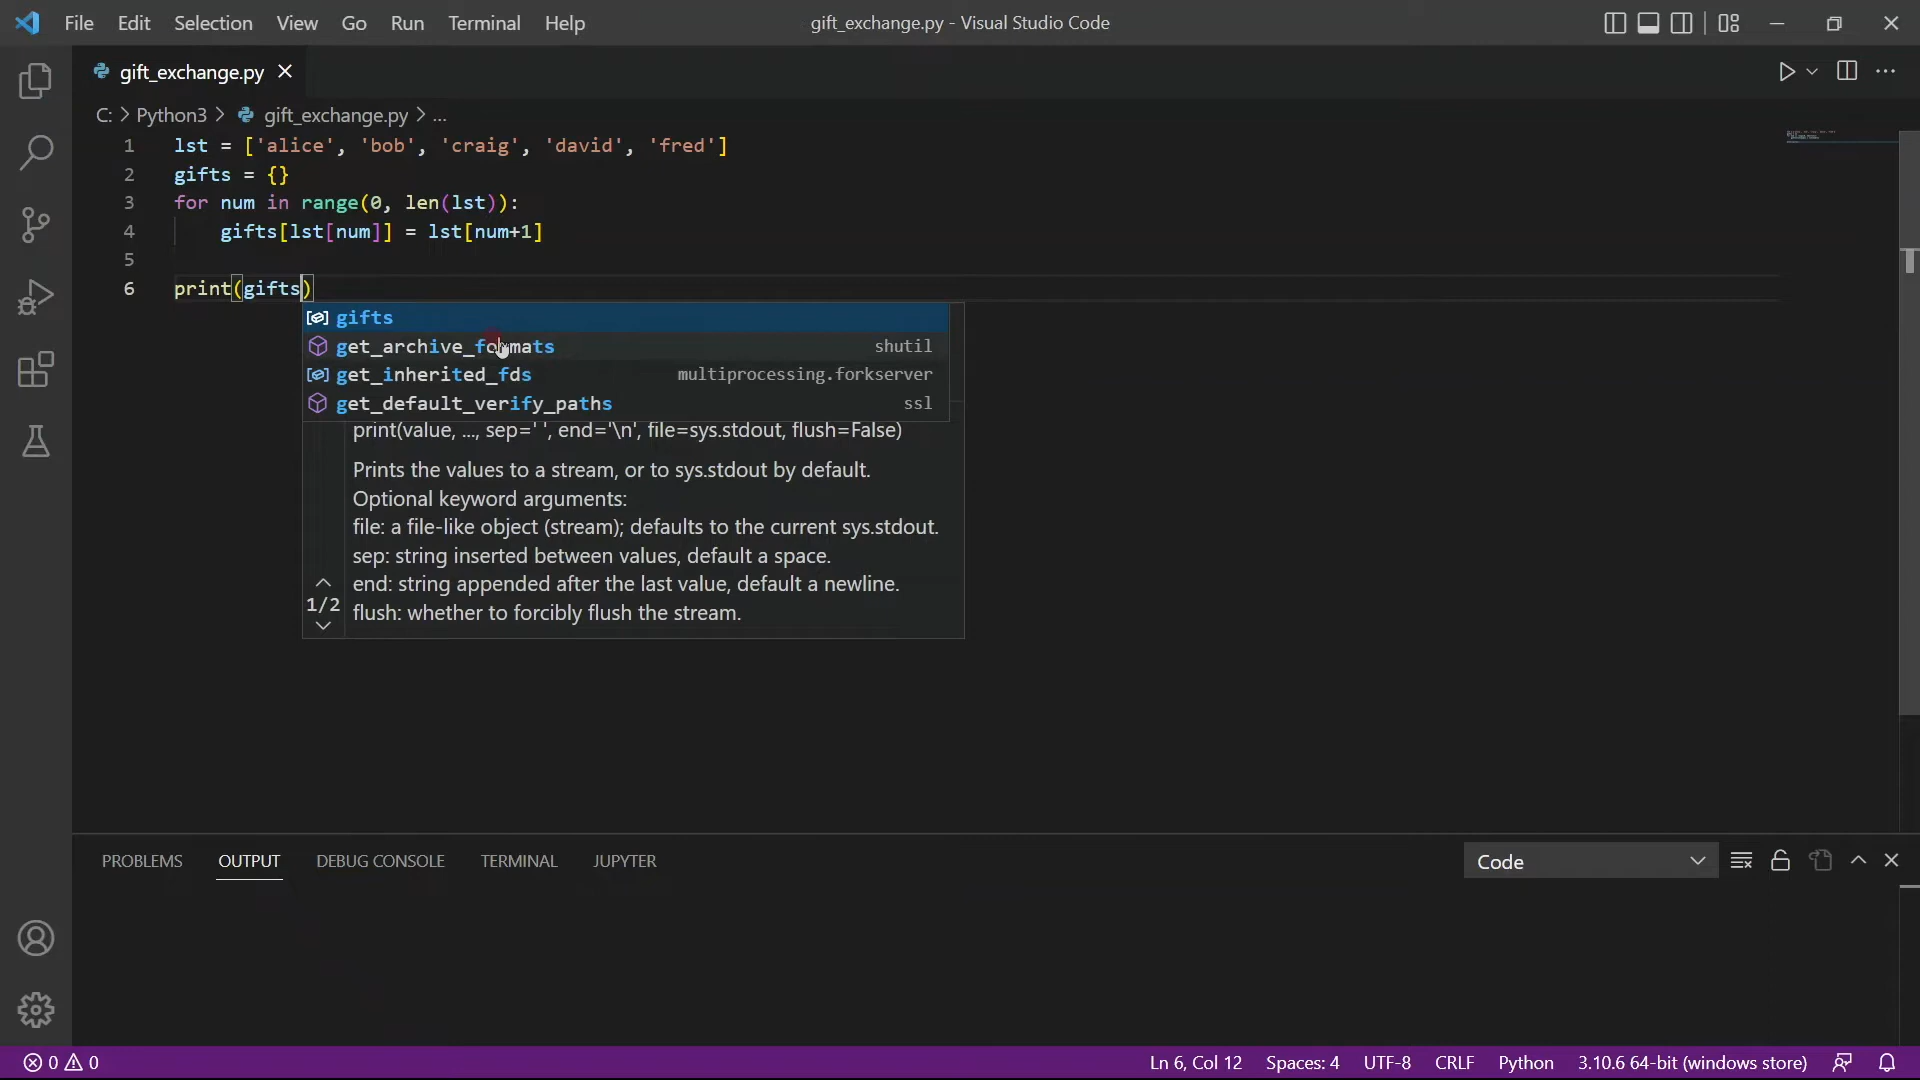 File Edit Selection View Go Run Terminal Help gift_exchange.py - Visual Studio Code
gift_exchange.py
C: > Python3 > gift_exchange.py > ...
1 lst = ['alice', 'bob', 'craig', 'david', 'fred']
2 gifts = {}
3 for num in range(0, len(lst)):
4 gifts[lst[num]] = lst[num+1]
5
6 print(gifts)
gifts
get_archive_formats shutil
get_inherited_fds multiprocessing.forkserver
get_default_verify_paths ssl
print(value, ..., sep=' ', end='\n', file=sys.stdout, flush=False)
Prints the values to a stream, or to sys.stdout by default.
Optional keyword arguments:
file: a file-like object (stream); defaults to the current sys.stdout.
sep: string inserted between values, default a space.
end: string appended after the last value, default a newline.
1/2 flush: whether to forcibly flush the stream.
PROBLEMS OUTPUT DEBUG CONSOLE TERMINAL JUPYTER Code
0 0 Ln 6, Col 12 Spaces: 4 UTF-8 CRLF Python 3.10.6 64-bit (windows store)